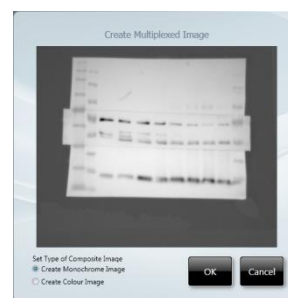 Create Multiplexed Image
Set Type of Composite Image
Create Monochrome Image
Create Colour Image
OK
Cancel